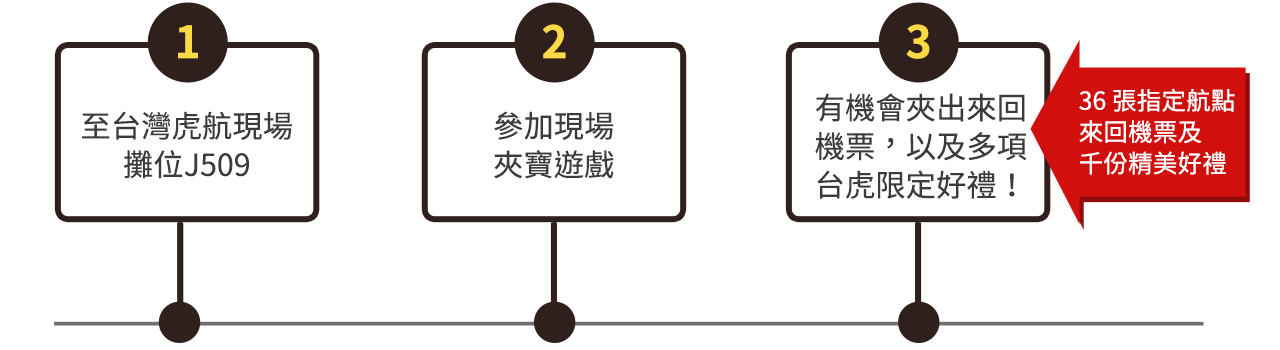 1
至台灣虎航現場
攤位J509
2
參加現場
夾寶遊戲
3
有機會夾出來回
機票，以及多項
台虎限定好禮！
36 張指定航點
來回機票及
千份精美好禮